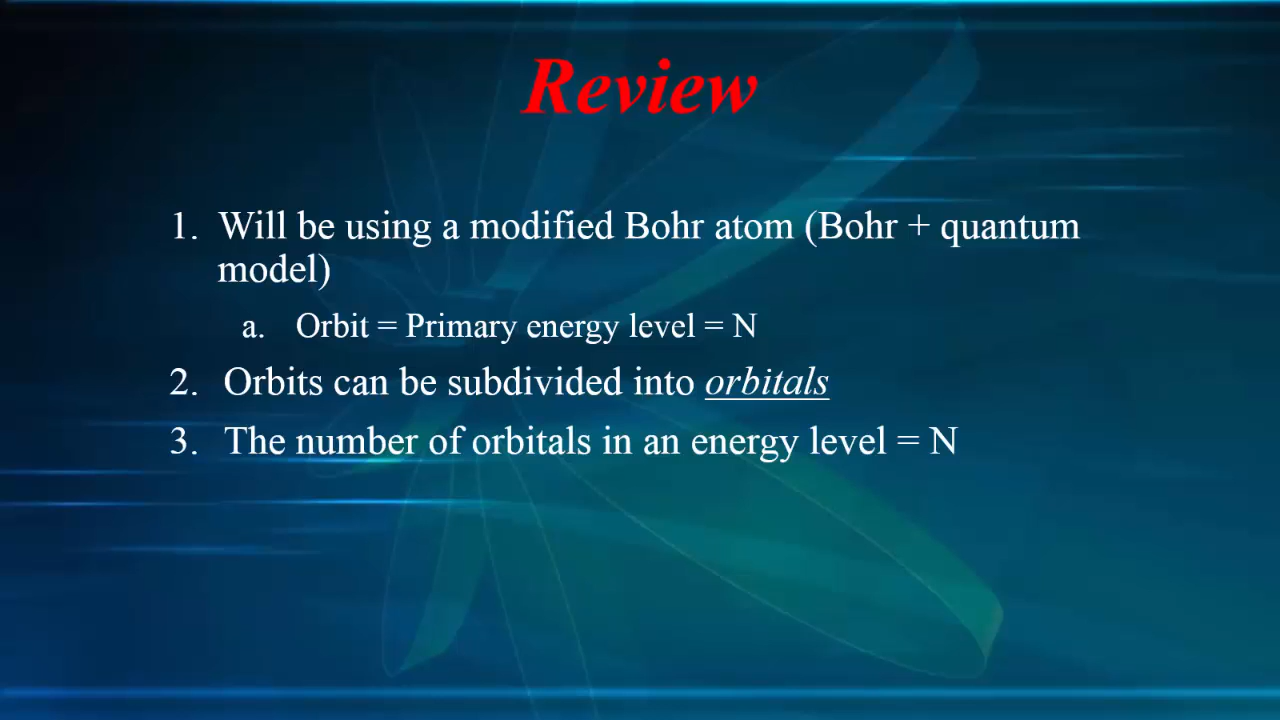 Review
1. Will be using a modified Bohr atom (Bohr + quantum
model)
a. Orbit = Primary energy level = N
2. Orbits can be subdivided into orbitals
3. The number of orbitals in an energy level = N